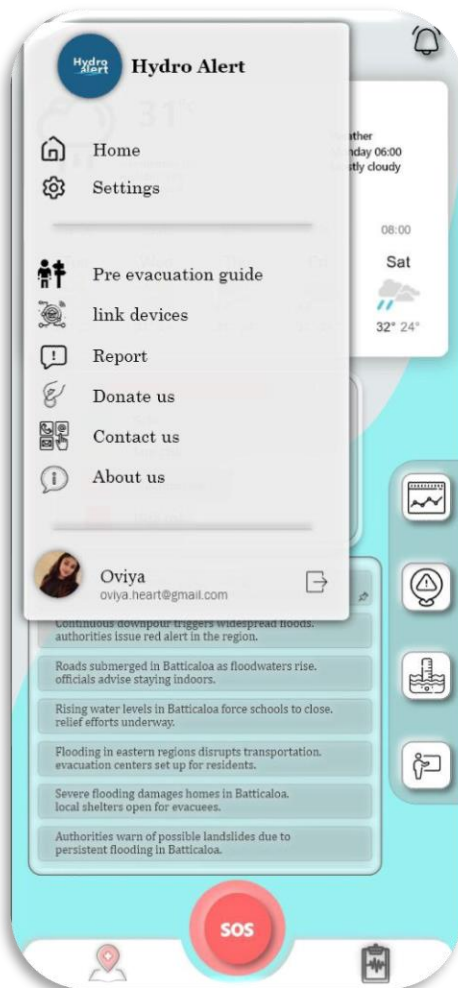 Hydro
Alert
Hydro Alert
Home
Settings
Pre evacuation guide
link devices
Report
Donate us
Contact us
About us
Oviya
oviya.heart@gmail.com
31°
06:00
cloudy
08:00
Sat
32° 24°
Continuous downpour triggers widespread floods.
authorities issue red alert in the region.
Roads submerged in Batticaloa as floodwaters rise.
officials advise staying indoors.
Rising water levels in Batticaloa force schools to close.
relief efforts underway.
Flooding in eastern regions disrupts transportation.
evacuation centers set up for residents.
Severe flooding damages homes in Batticaloa.
local shelters open for evacuees.
Authorities warn of possible landslides due to
persistent flooding in Batticaloa.
SOS